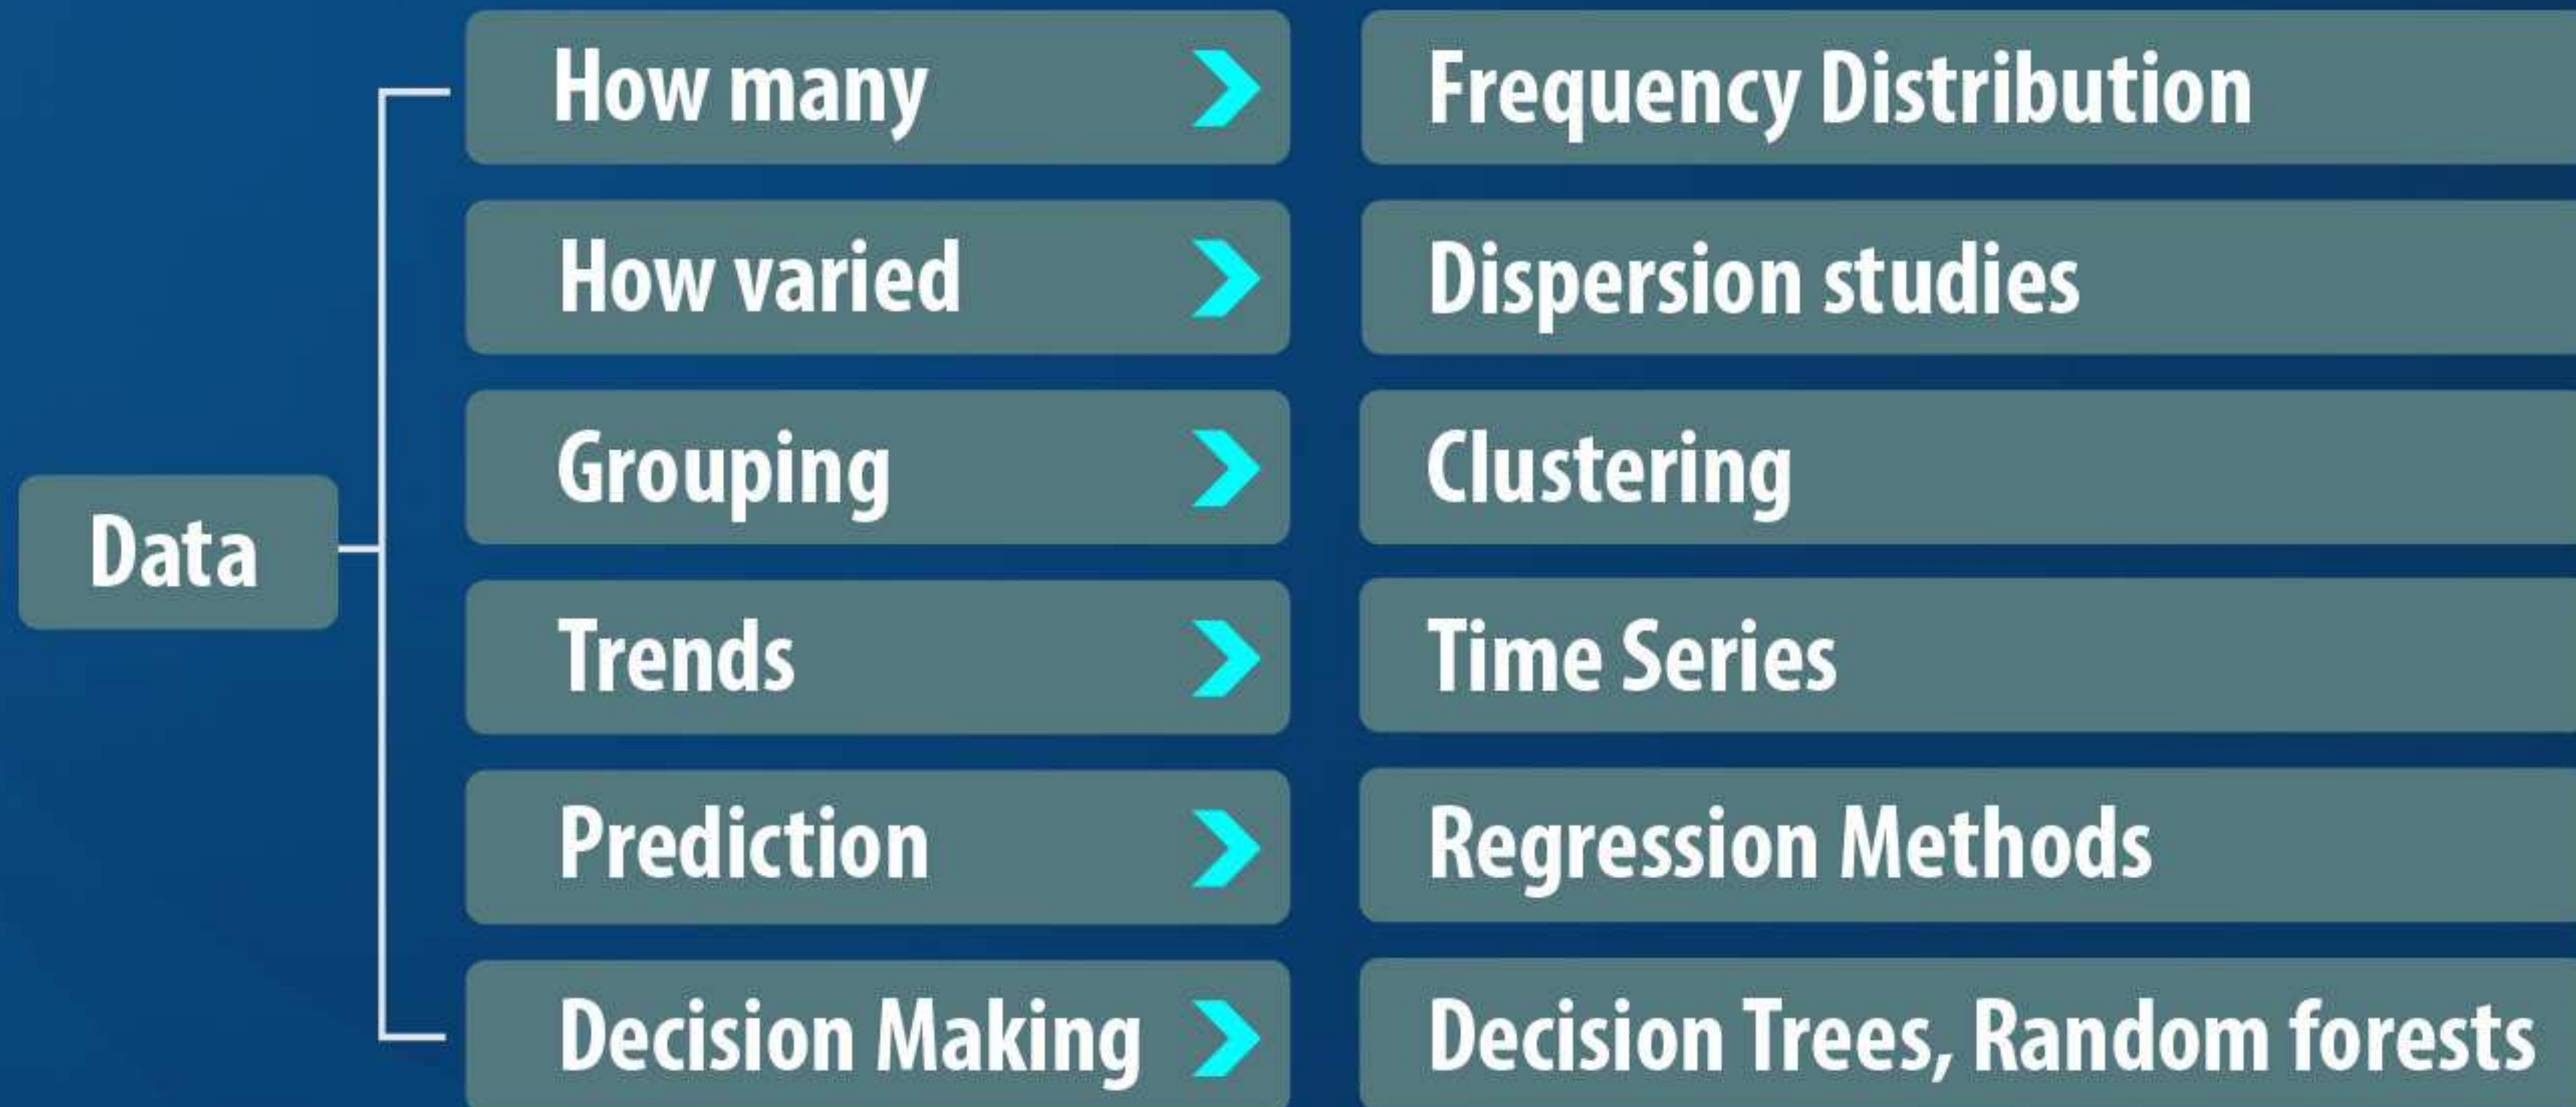 Data
How many
Frequency Distribution
How varied
Dispersion studies
Grouping
Clustering
Trends
Time Series
Prediction
Regression Methods
Decision Making
Decision Trees, Random forests